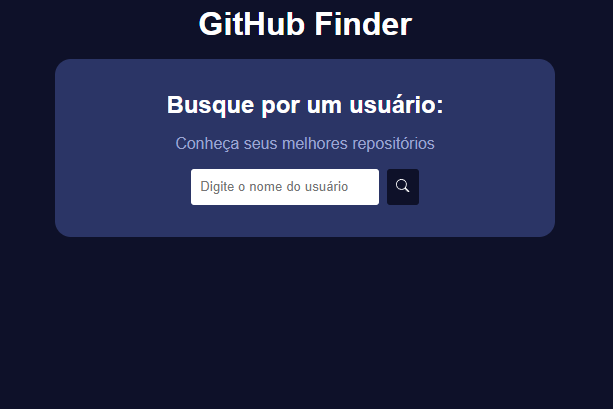 GitHub Finder
Busque por um usuário:
Conheça seus melhores repositórios
Digite o nome do usuário